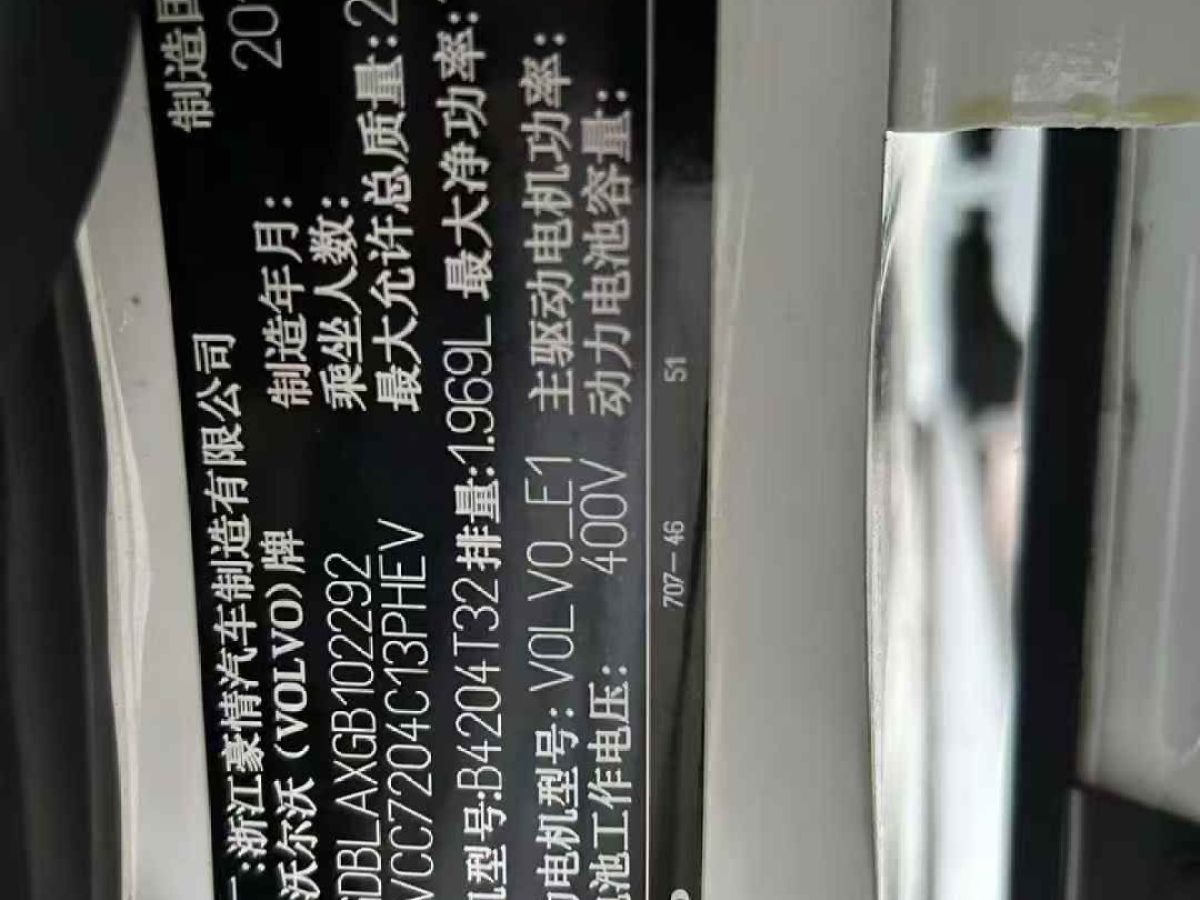 :浙江豪情汽车制造有限公司 制造国
沃尔沃（VOLVO）牌 制造年月: 201
DBLAXGB102292 乘坐人数:
VCC7204C13PHEV 最大允许总质量:2
机型号:B4204T32 排量:1.969L 最大净功率:
电机型号: VOLVO_E1 主驱动电机功率:
池工作电压: 400V 动力电池容量:
707-46 51